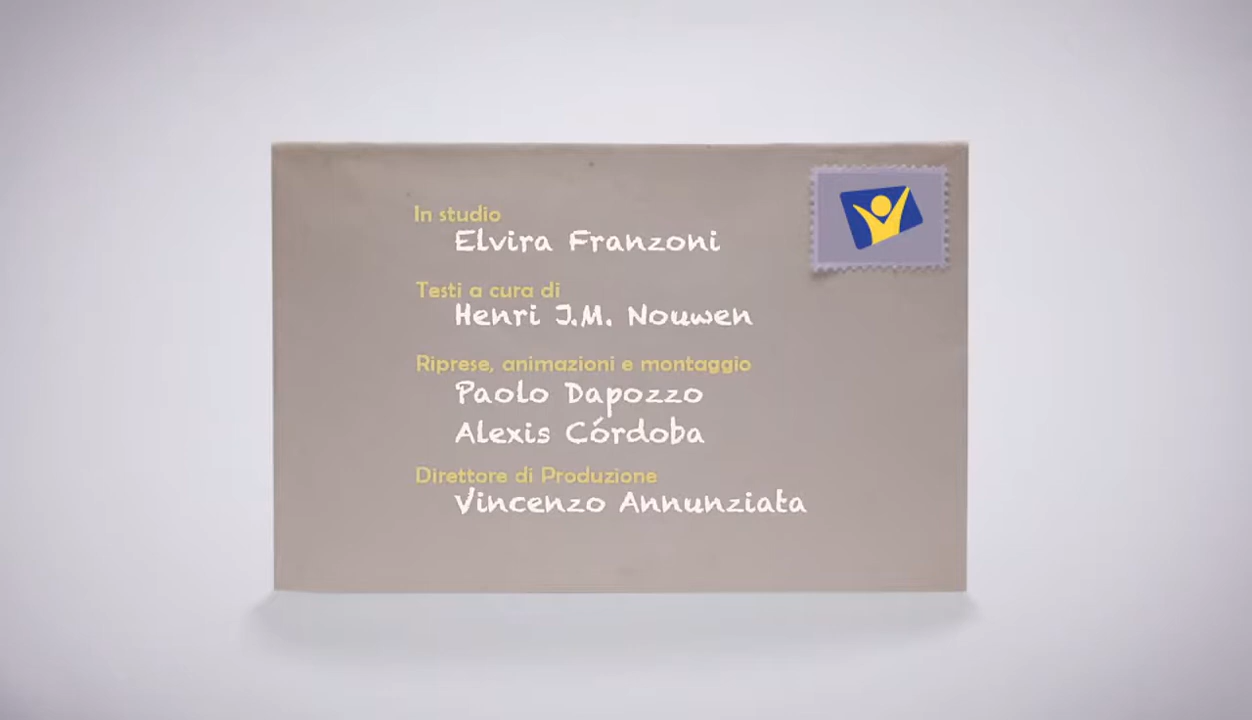 In studio
Elvira Franzoni
Testi a cura di
Henri J.M. Nouwen
Riprese, animazioni e montaggio
Paolo Dapozzo
Alexis Córdoba
Direttore di Produzione
Vincenzo Annunziata